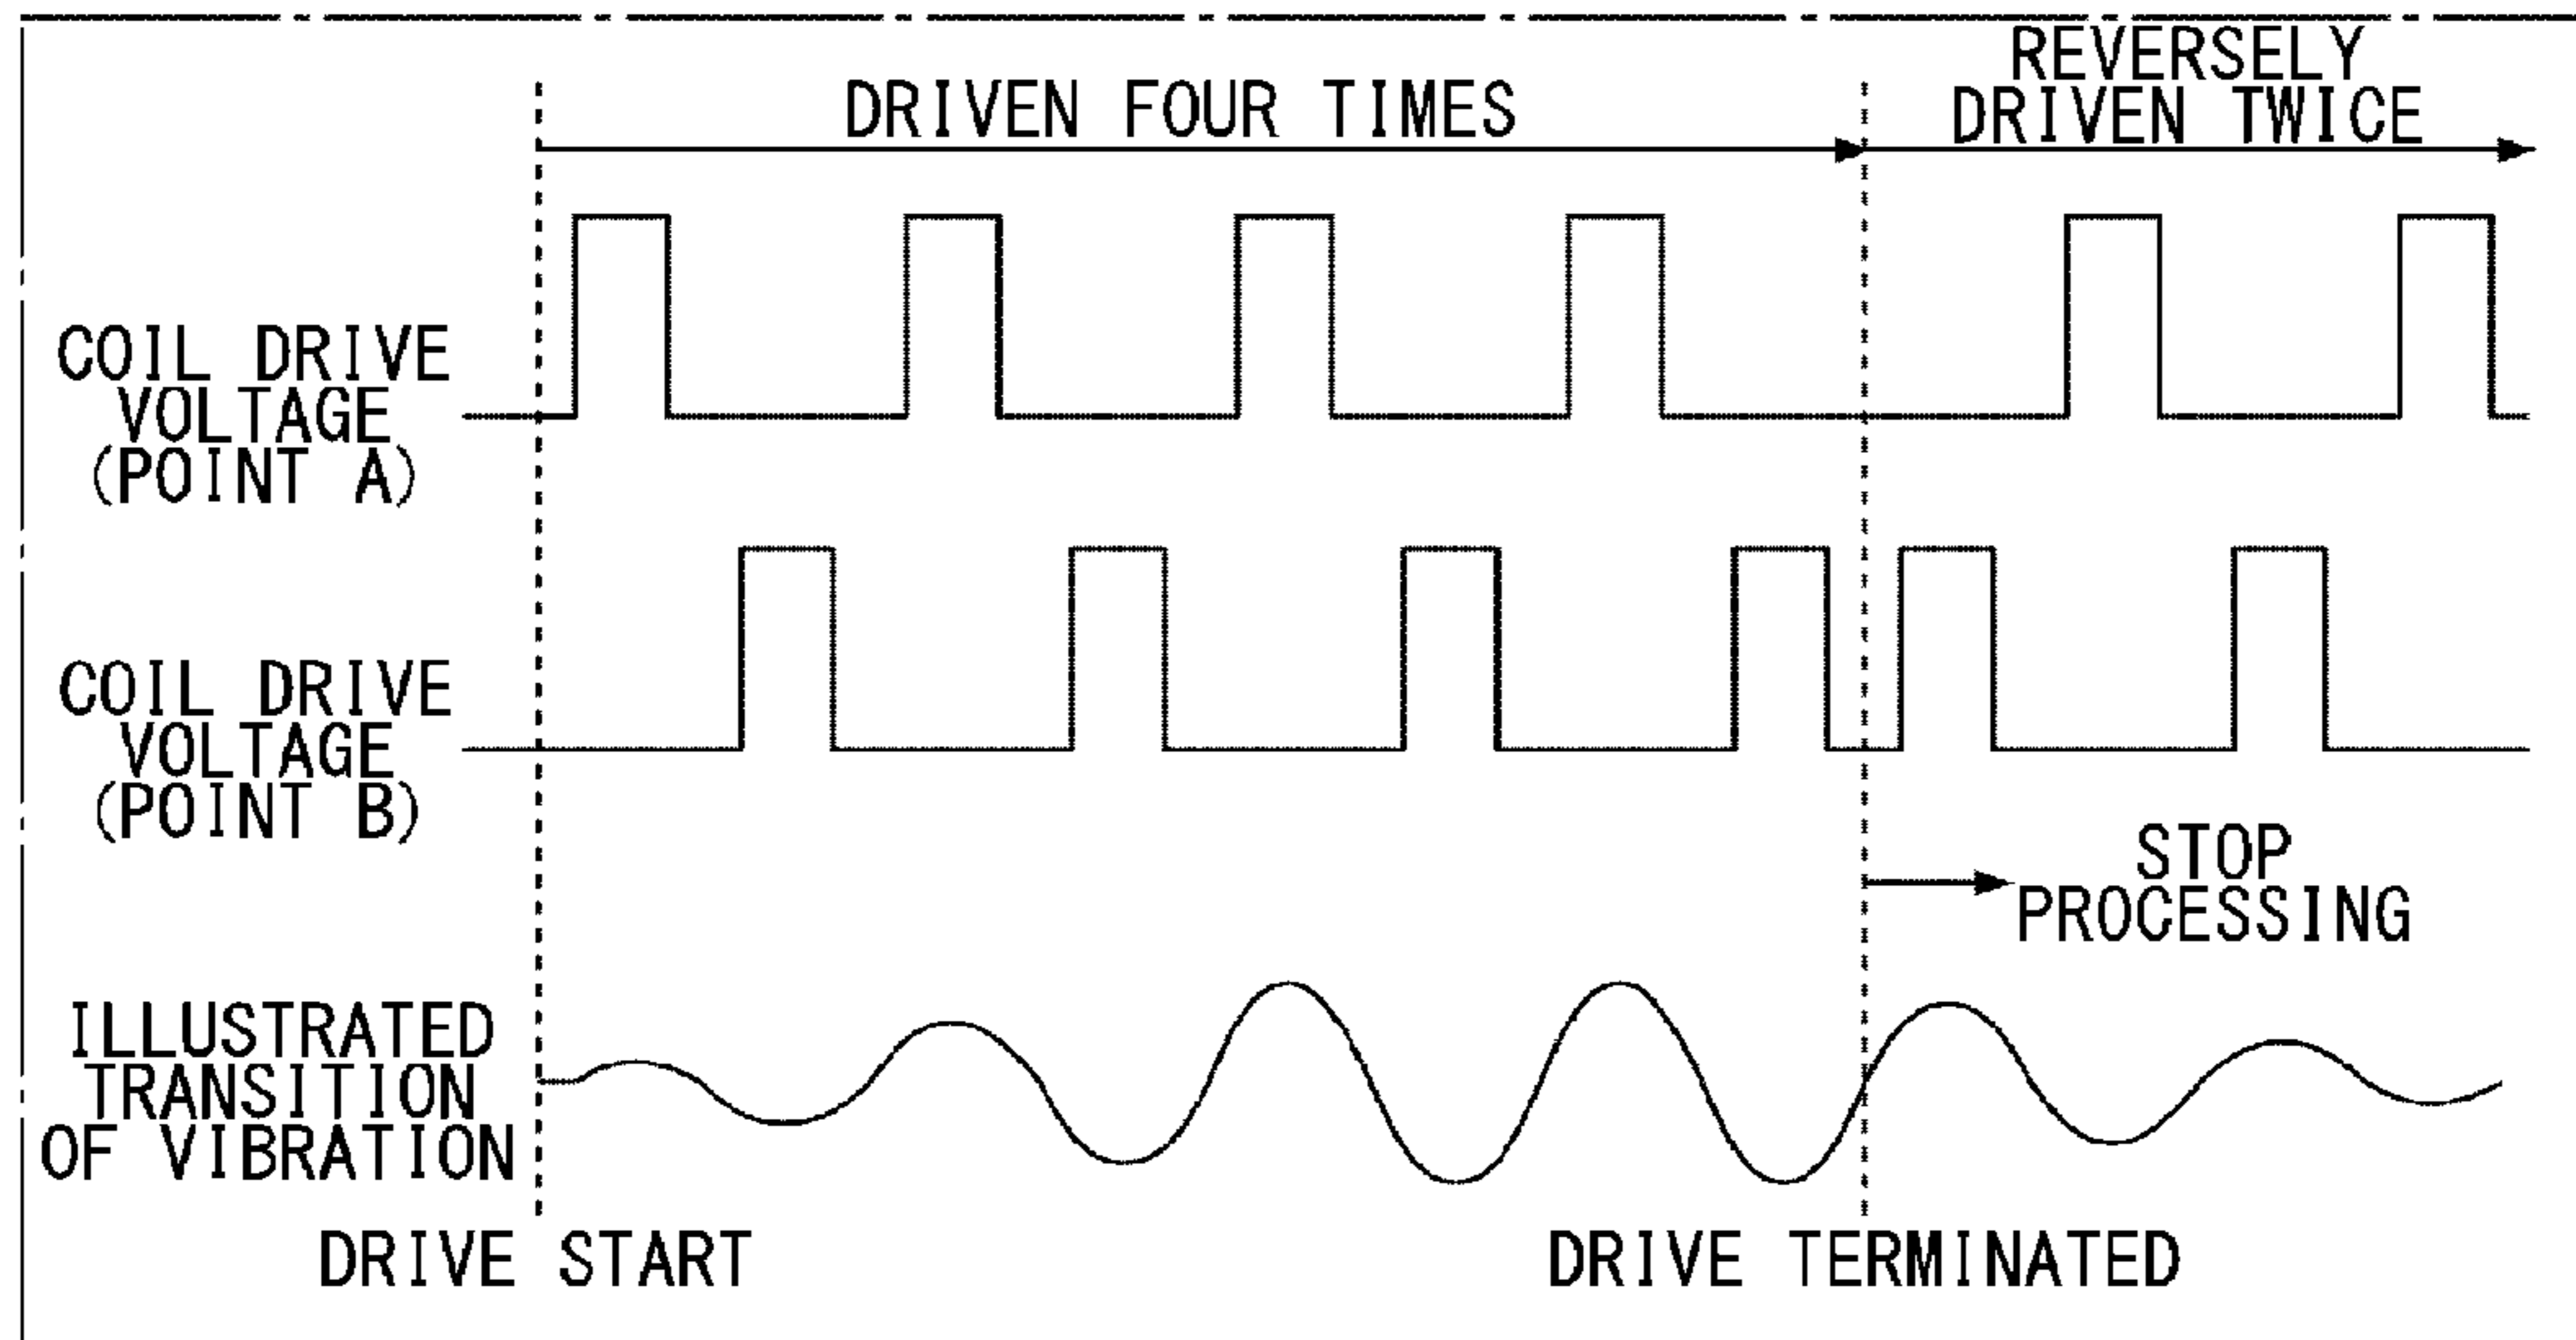 REVERSELY
DRIVEN TWICE
DRIVEN FOUR TIMES
COIL DRIVE
VOLTAGE
(POINT A)
COIL DRIVE
VOLTAGE
(POINT B)
STOP
PROCESSING
ILLUSTRATED
TRANSITION
OF VIBRATION
DRIVE START
DRIVE TERMINATED